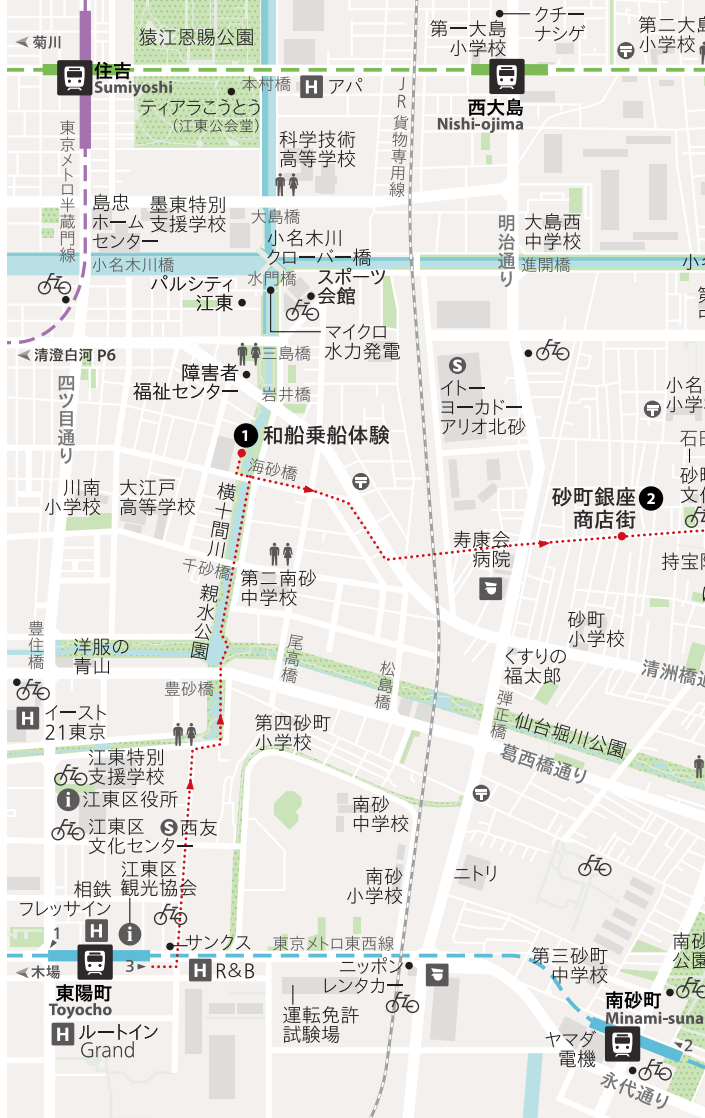 菊川
猿江恩賜公園
第一大島
小学校
クチー
ナシゲ
第二大島
小学校
住吉
Sumiyoshi
本村橋
ティアラこうとう
(江東公会堂)
H アパ
JR貨物専用線
西大島
Nishi-ojima
東京メトロ半蔵門線
科学技術
高等学校
島忠
ホーム
センター
墨東特別
支援学校
大島橋
小名木川
クローバー橋
明治通り
大島西
中学校
小名木川橋
水門橋
進開橋
小名
パルシティ
江東
スポーツ
会館
マイクロ
水力発電
清澄白河 P6
三島橋
障害者
福祉センター
岩井橋
四ツ目通り
S
イトー
ヨーカドー
アリオ北砂
小名
小学校
1 和船乗船体験
海砂橋
石田
砂町
文化
川南
小学校
大江戸
高等学校
横十間川
親水公園
砂町銀座 2
商店街
寿康会
病院
千砂橋
第二南砂
中学校
持宝院
砂町
小学校
豊住橋
洋服の
青山
尾高橋
松島橋
くすりの
福太郎
清洲橋通
豊砂橋
弾正橋
仙台堀川公園
H イースト
21東京
第四砂町
小学校
葛西橋通り
江東特別
支援学校
i 江東区役所
江東区
文化センター
S 西友
南砂
中学校
江東区
観光協会
相鉄
フレッサイン
南砂
小学校
ニトリ
H
i
1
サンクス
東京メトロ東西線
木場
3
H R&B
ニッポン
レンタカー
第三砂町
中学校
南砂
公園
東陽町
Toyocho
運転免許
試験場
南砂町
Minami-suna
H ルートイン
Grand
ヤマダ
電機
2
永代通り